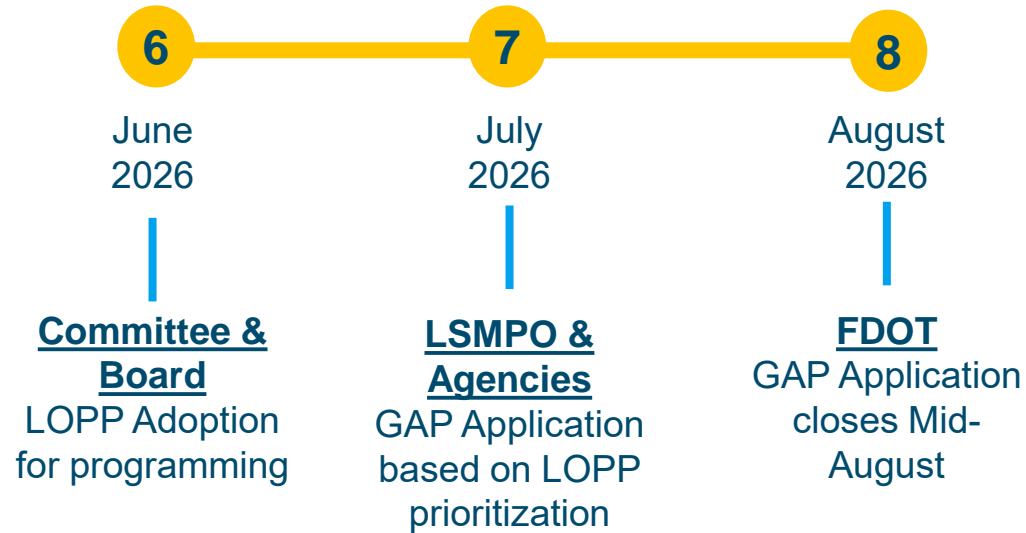 6
June
2026
Committee &
Board
LOPP Adoption
for programming
7
July
2026
LSMPO &
Agencies
GAP Application
based on LOPP
prioritization
8
August
2026
FDOT
GAP Application
closes Mid-
August